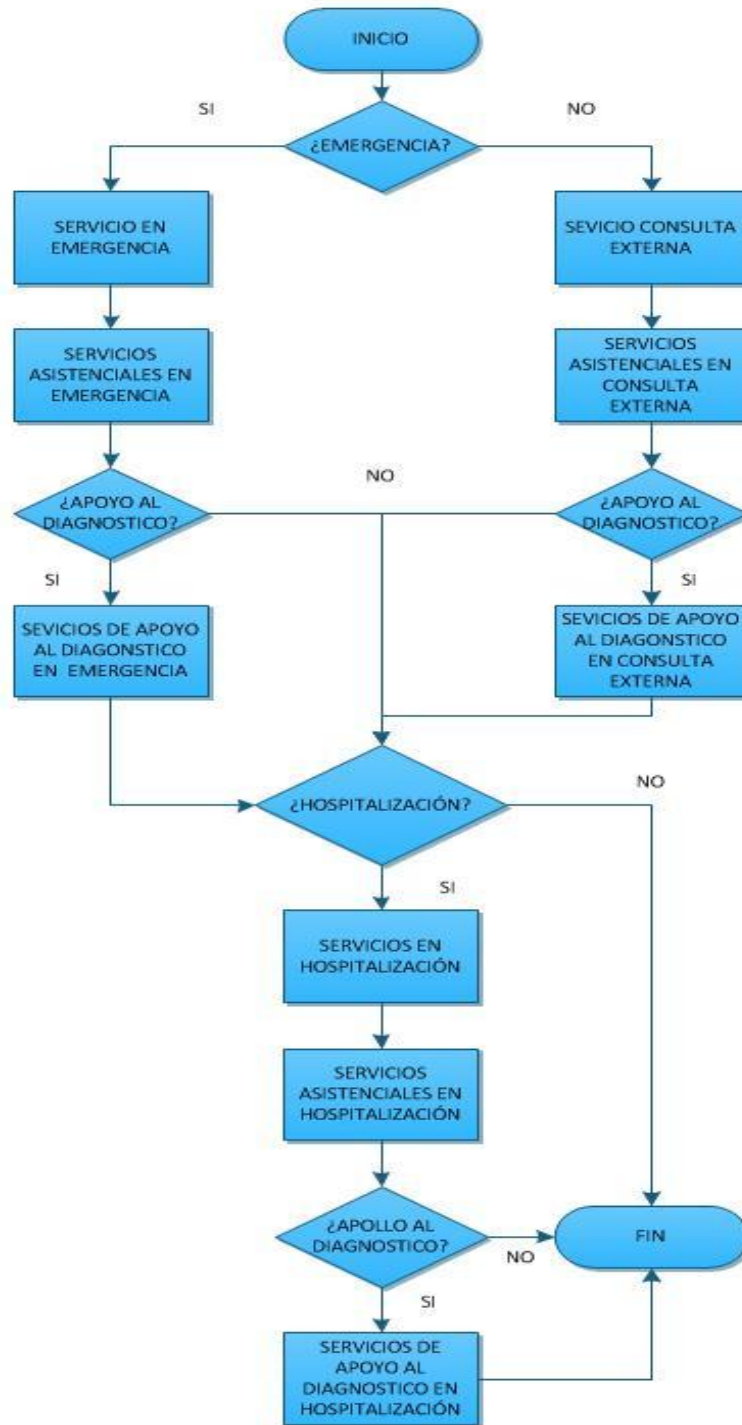 INICIO
SI
NO
¿EMERGENCIA?
SERVICIO EN
EMERGENCIA
SEVICIO CONSULTA
EXTERNA
SERVICIOS
ASISTENCIALES EN
EMERGENCIA
SERVICIOS
ASISTENCIALES EN
CONSULTA
EXTERNA
NO
¿APOYO AL
DIAGNOSTICO?
¿APOYO AL
DIAGNOSTICO?
SI
SI
SEVICIOS DE APOYO
AL DIAGONSTICO
EN EMERGENCIA
SEVICIOS DE APOYO
AL DIAGONSTICO
EN CONSULTA
EXTERNA
¿HOSPITALIZACIÓN?
NO
SI
SERVICIOS EN
HOSPITALIZACIÓN
SERVICIOS
ASISTENCIALES EN
HOSPITALIZACIÓN
¿APOLLO AL
DIAGNOSTICO?
NO
FIN
SI
SERVICIOS DE
APOYO AL
DIAGNOSTICO EN
HOSPITALIZACIÓN